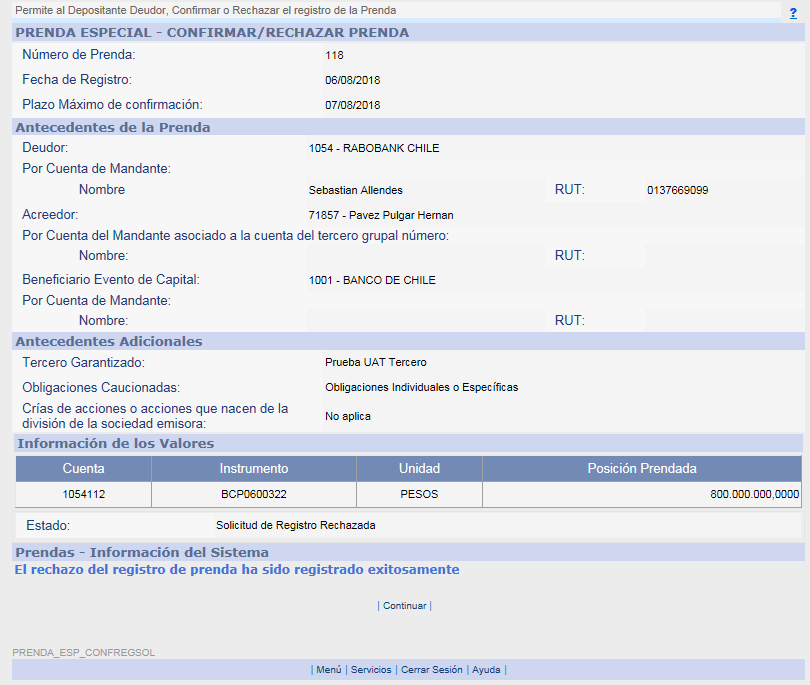 Permite al Depositante Deudor, Confirmar o Rechazar el registro de la Prenda
?
PRENDA ESPECIAL - CONFIRMAR/RECHAZAR PRENDA
Número de Prenda: 118
Fecha de Registro: 06/08/2018
Plazo Máximo de confirmación: 07/08/2018
Antecedentes de la Prenda
Deudor: 1054 - RABOBANK CHILE
Por Cuenta de Mandante:
Nombre Sebastian Allendes RUT: 0137669099
Acreedor: 71857 - Pavez Pulgar Hernan
Por Cuenta del Mandante asociado a la cuenta del tercero grupal número:
Nombre: RUT:
Beneficiario Evento de Capital: 1001 - BANCO DE CHILE
Por Cuenta de Mandante:
Nombre: RUT:
Antecedentes Adicionales
Tercero Garantizado: Prueba UAT Tercero
Obligaciones Caucionadas: Obligaciones Individuales o Específicas
Crías de acciones o acciones que nacen de la
división de la sociedad emisora: No aplica
Información de los Valores
Cuenta Instrumento Unidad Posición Prendada
1054112 BCP0600322 PESOS 800.000.000,0000
Estado: Solicitud de Registro Rechazada
Prendas - Información del Sistema
El rechazo del registro de prenda ha sido registrado exitosamente
| Continuar |
PRENDA_ESP_CONFREGSOL
| Menú | Servicios | Cerrar Sesión | Ayuda |